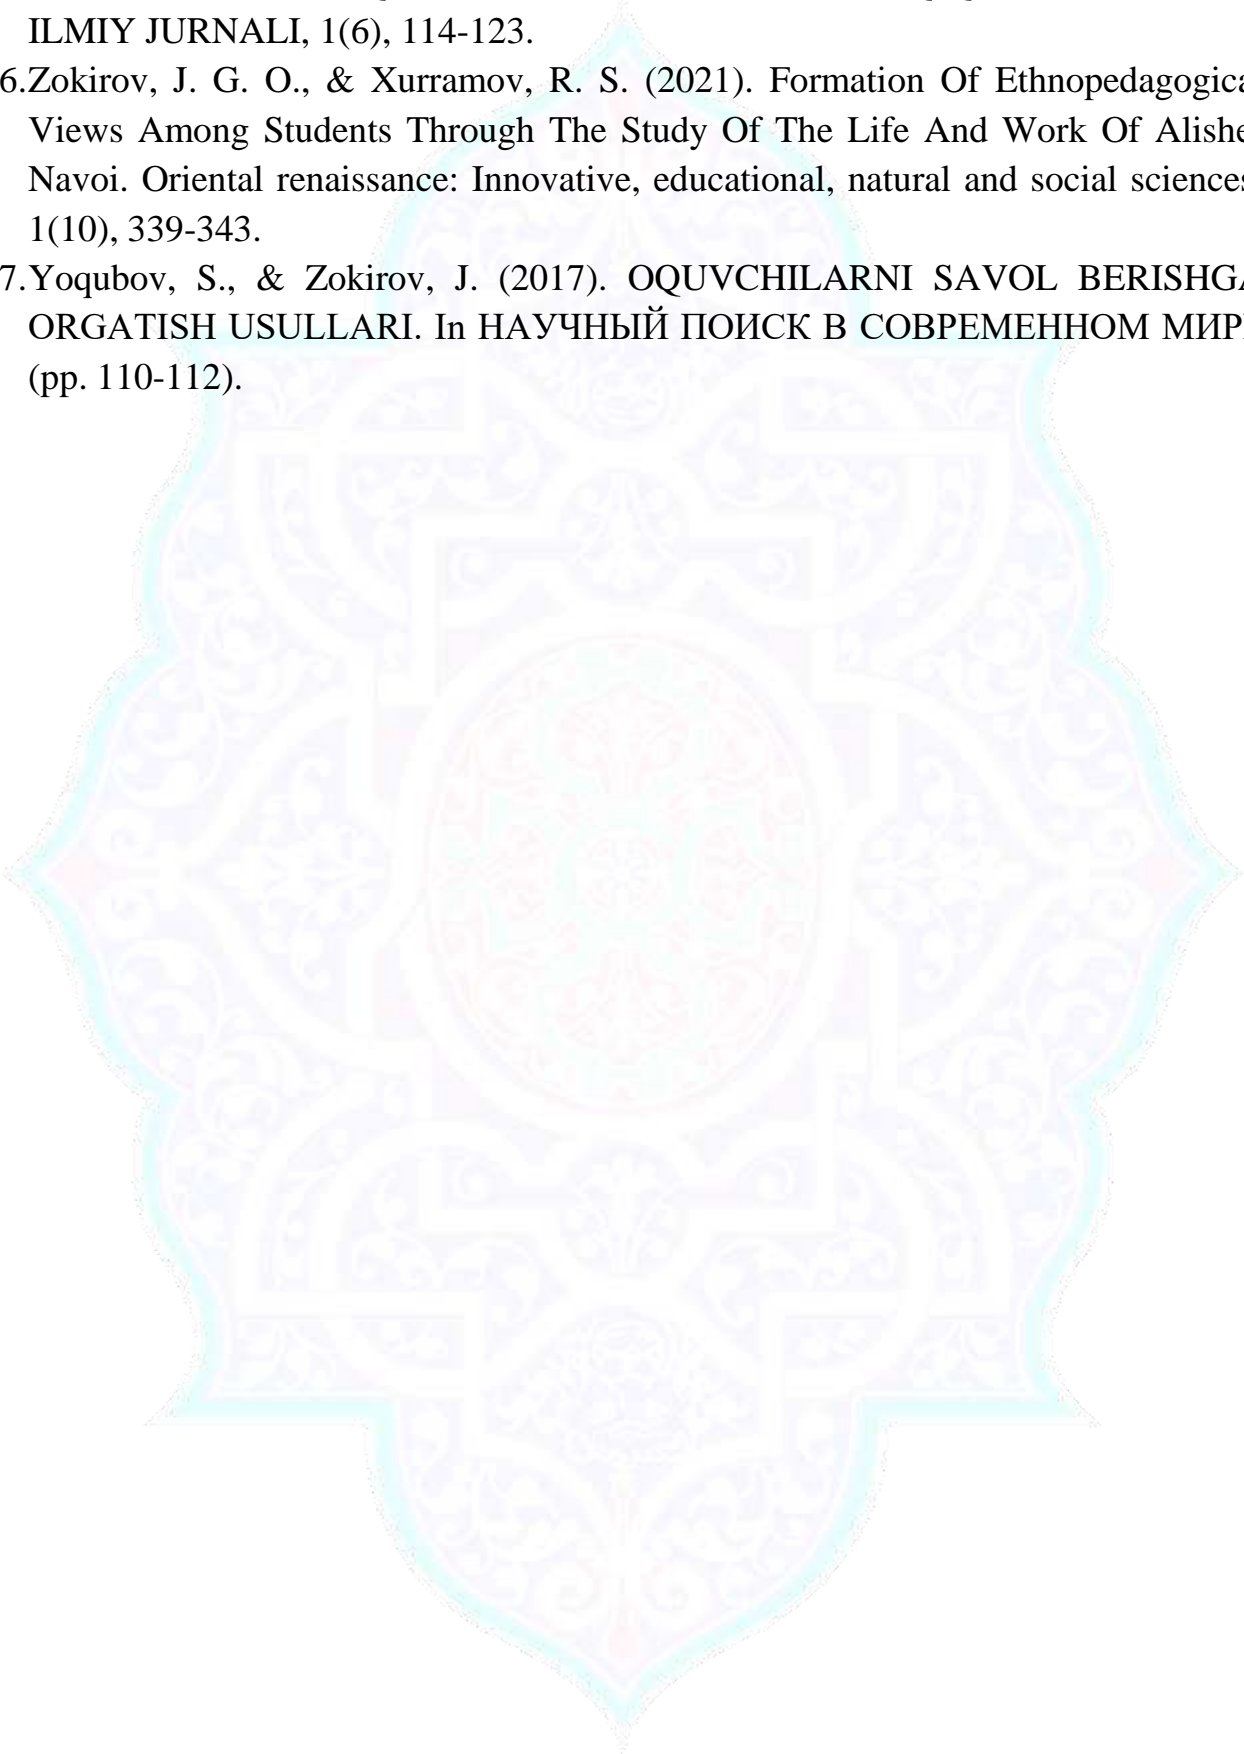 ILMIY JURNALI, 1(6), 114-123.
6.Zokirov, J. G. O., & Xurramov, R. S. (2021). Formation Of Ethnopedagogica
Views Among Students Through The Study Of The Life And Work Of Alishe
Navoi. Oriental renaissance: Innovative, educational, natural and social sciences
1(10), 339-343.
7.Yoqubov, S., & Zokirov, J. (2017). OQUVCHILARNI SAVOL BERISHGA
ORGATISH USULLARI. In НАУЧНЫЙ ПОИСК В СОВРЕМЕННОМ МИР
(pp. 110-112).